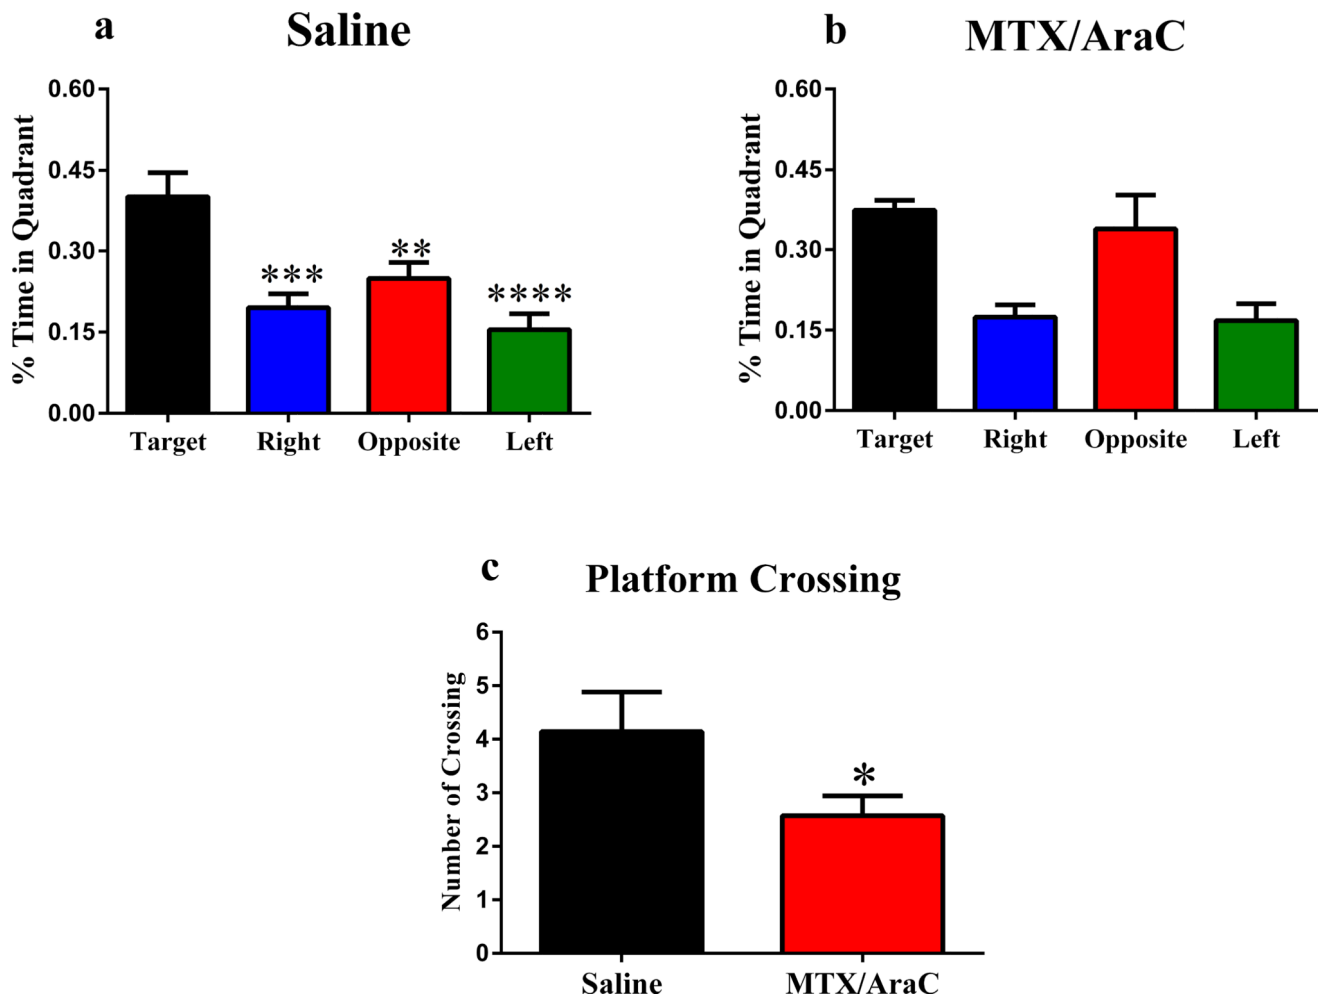 a
Saline
% Time in Quadrant
0.60
0.45
0.30
0.15
0.00
***
**
****
Target
Right
Opposite
Left
b
MTX/AraC
% Time in Quadrant
0.60
0.45
0.30
0.15
0.00
Target
Right
Opposite
Left
c
Platform Crossing
Number of Crossing
6
5
4
3
2
1
0
*
Saline
MTX/AraC